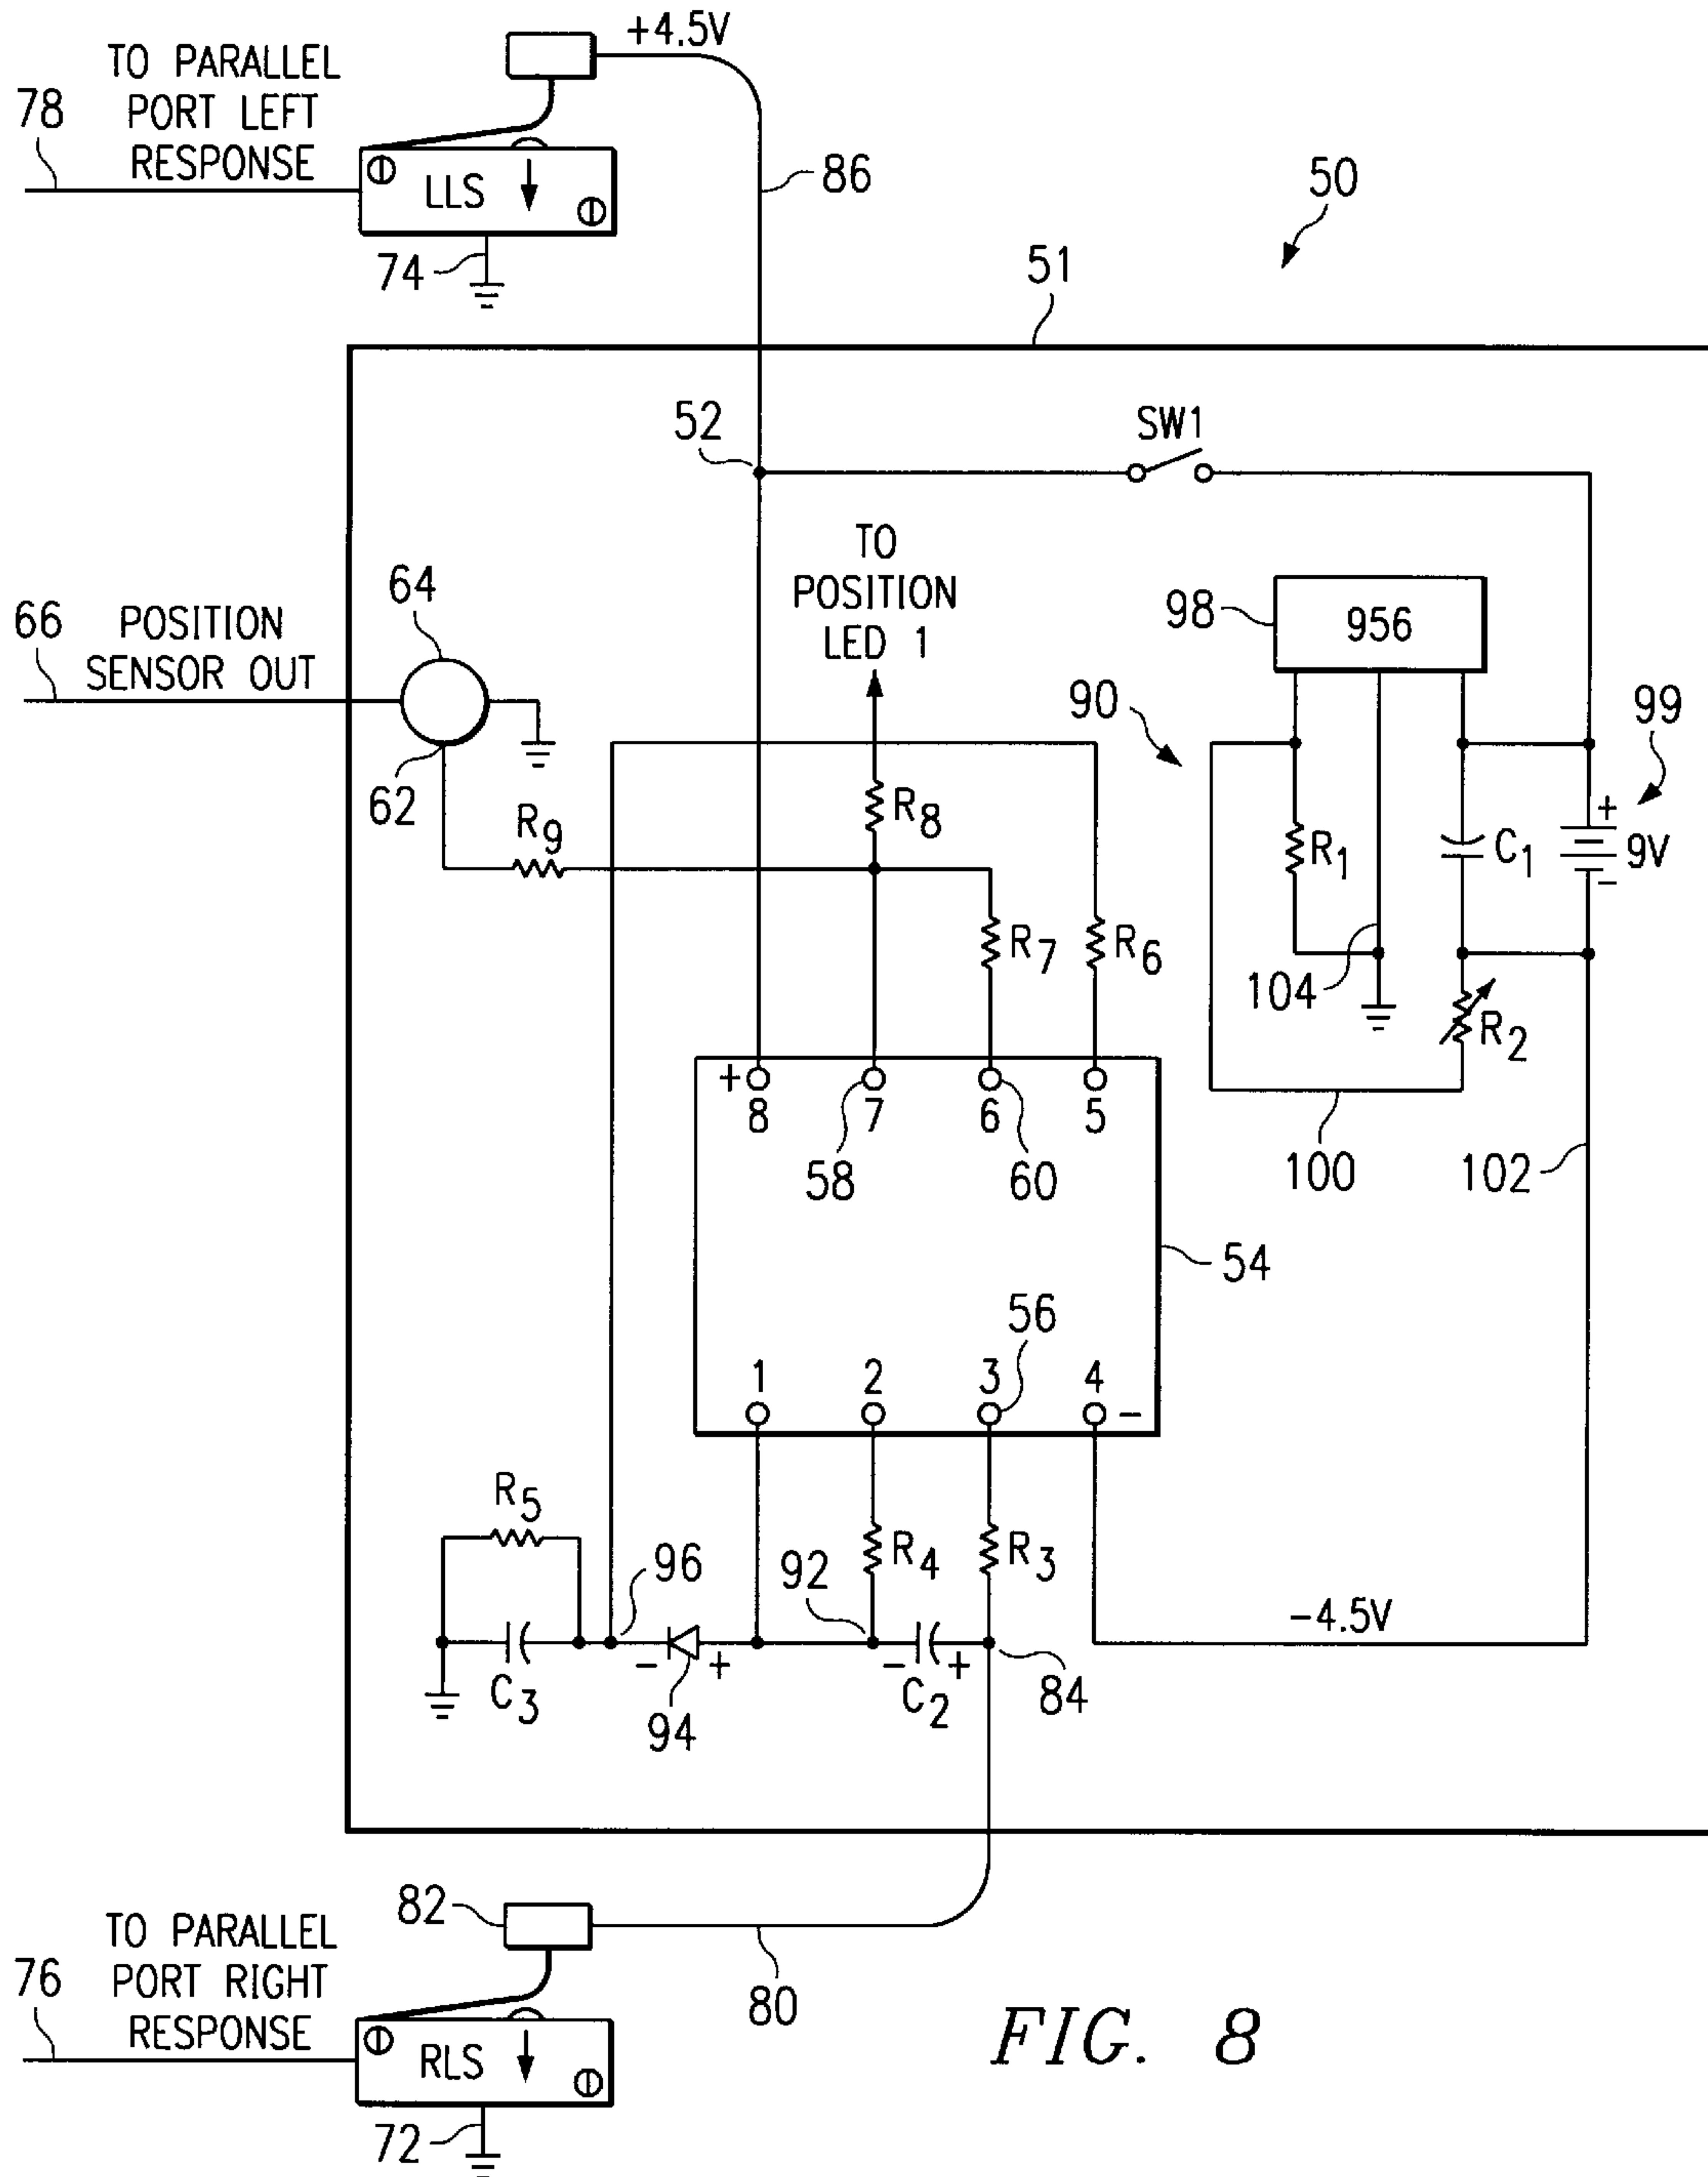 +4.5V
TO PARALLEL
PORT LEFT
RESPONSE
78
LLS
86
74
50
51
52
SW1
TO
POSITION
LED 1
64
66
POSITION
SENSOR OUT
98
956
90
99
62
R9
R8
R1
C1
+
9V
-
R7
R6
104
R2
+
8
7
6
5
58
60
100
102
54
56
1
2
3
4
-
R5
R4
R3
96
92
-4.5V
-
+
-
+
C3
94
C2
84
82
TO PARALLEL
PORT RIGHT
RESPONSE
76
80
RLS
72
FIG. 8